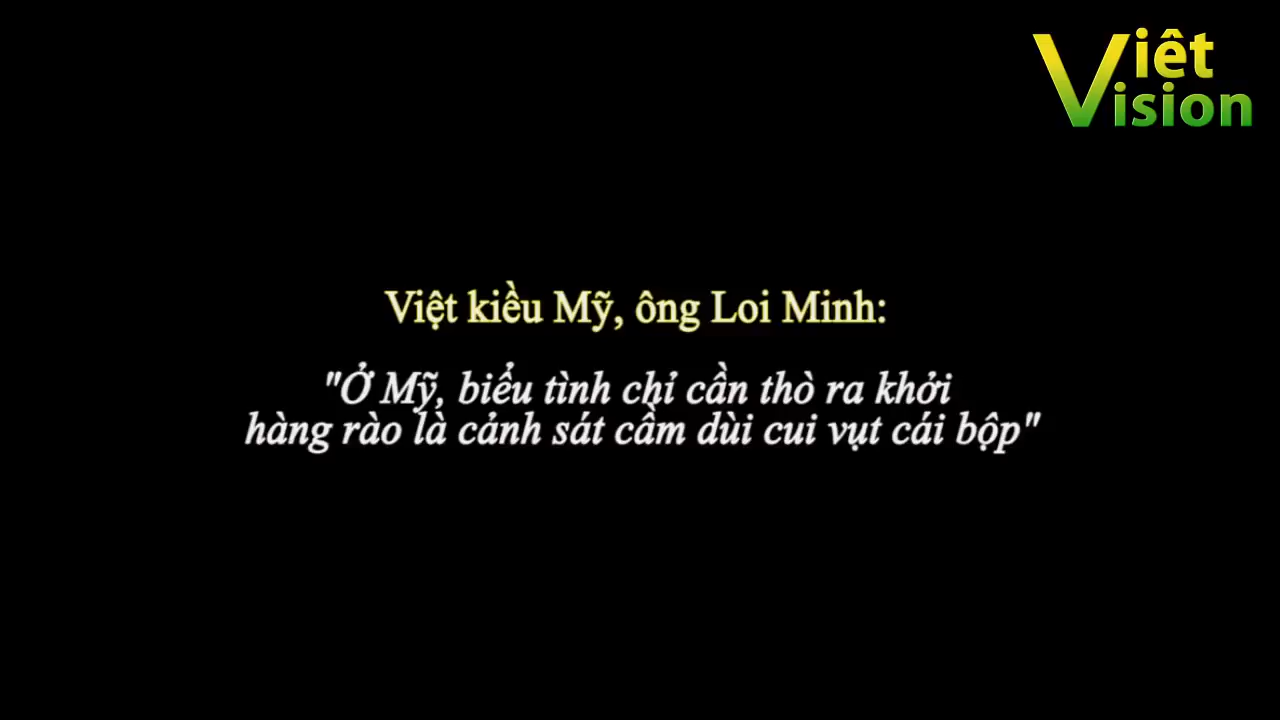 Viêt
Vision
Việt kiều Mỹ, ông Loi Minh:
"Ở Mỹ, biểu tình chỉ cần thò ra khởi
hàng rào là cảnh sát cầm dùi cui vụt cái bộp"